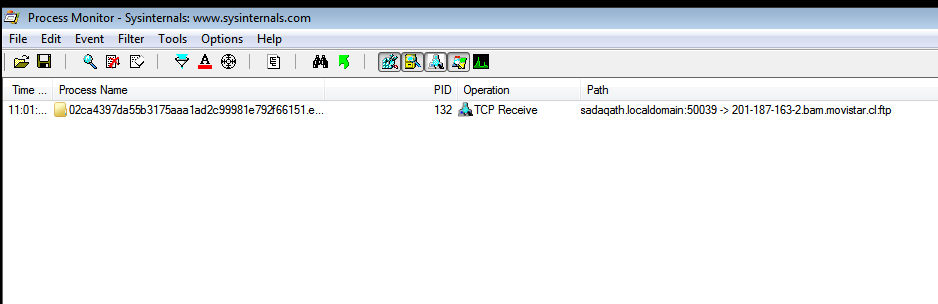 Process Monitor - Sysinternals: www.sysinternals.com
File Edit Event Filter Tools Options Help
Time ... Process Name PID Operation Path
11:01:... 02ca4397da55b3175aaa1ad2c99981e792f66151.e... 132 TCP Receive sadaqath.localdomain:50039 -> 201-187-163-2.bam.movistar.cl:ftp